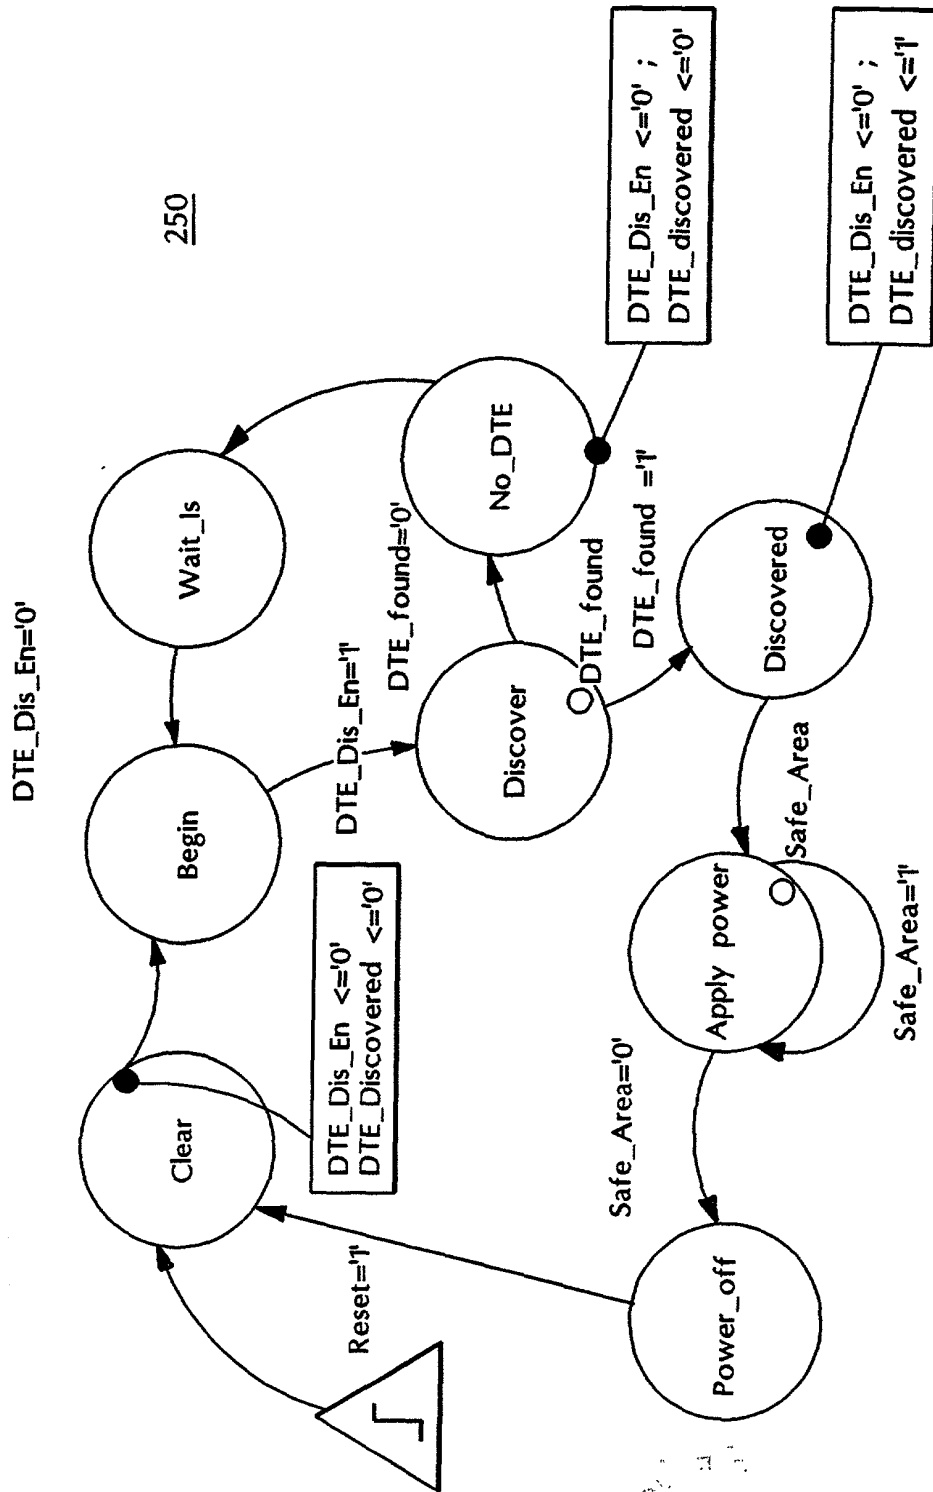 250
DTE_Dis_En='0'
Clear
Begin
Wait_ls
DTE_Dis_En <='0'
DTE_Discovered <='0'
Reset='1'
DTE_Dis_En='1'
DTE_found='0'
Discover
No_DTE
DTE_found
DTE_found ='1'
DTE_Dis_En <='0' ;
DTE_discovered <='0'
Safe_Area='0'
Power_off
Apply power
Safe_Area
Safe_Area='1'
Discovered
DTE_Dis_En <='0' ;
DTE_discovered <='1'